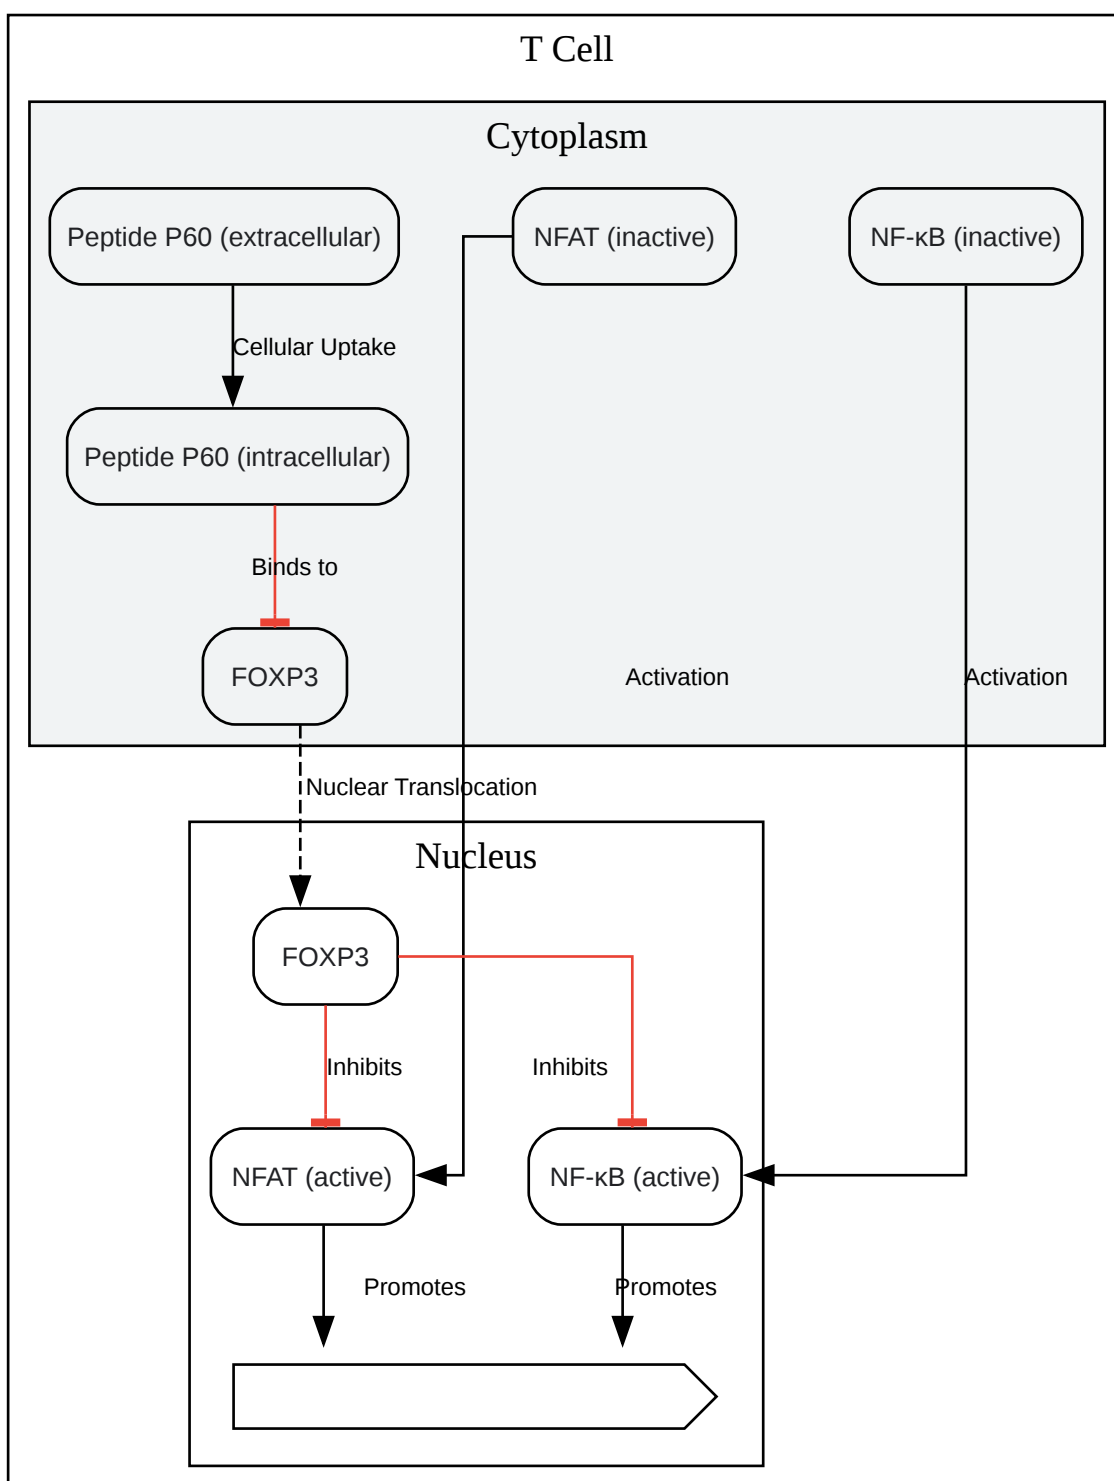 T Cell
Cytoplasm
Peptide P60 (extracellular)
NFAT (inactive)
NF-κB (inactive)
Cellular Uptake
Peptide P60 (intracellular)
Binds to
FOXP3
Activation
Activation
Nuclear Translocation
Nucleus
FOXP3
Inhibits
Inhibits
NFAT (active)
NF-κB (active)
Promotes
Promotes